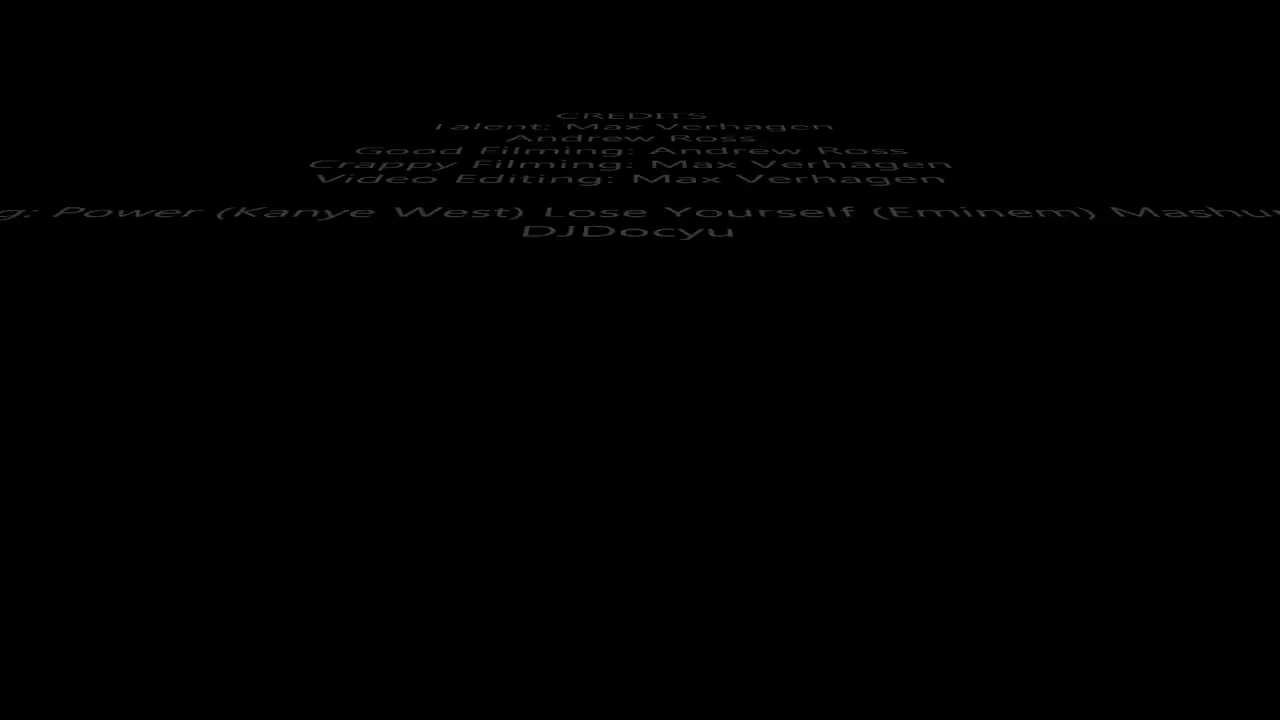 CREDITS
Talent: Max Verhagen
Andrew Ross
Good Filming: Andrew Ross
Crappy Filming: Max Verhagen
Video Editing: Max Verhagen
g: Power (Kanye West) Lose Yourself (Eminem) Mashu
DJDocyu